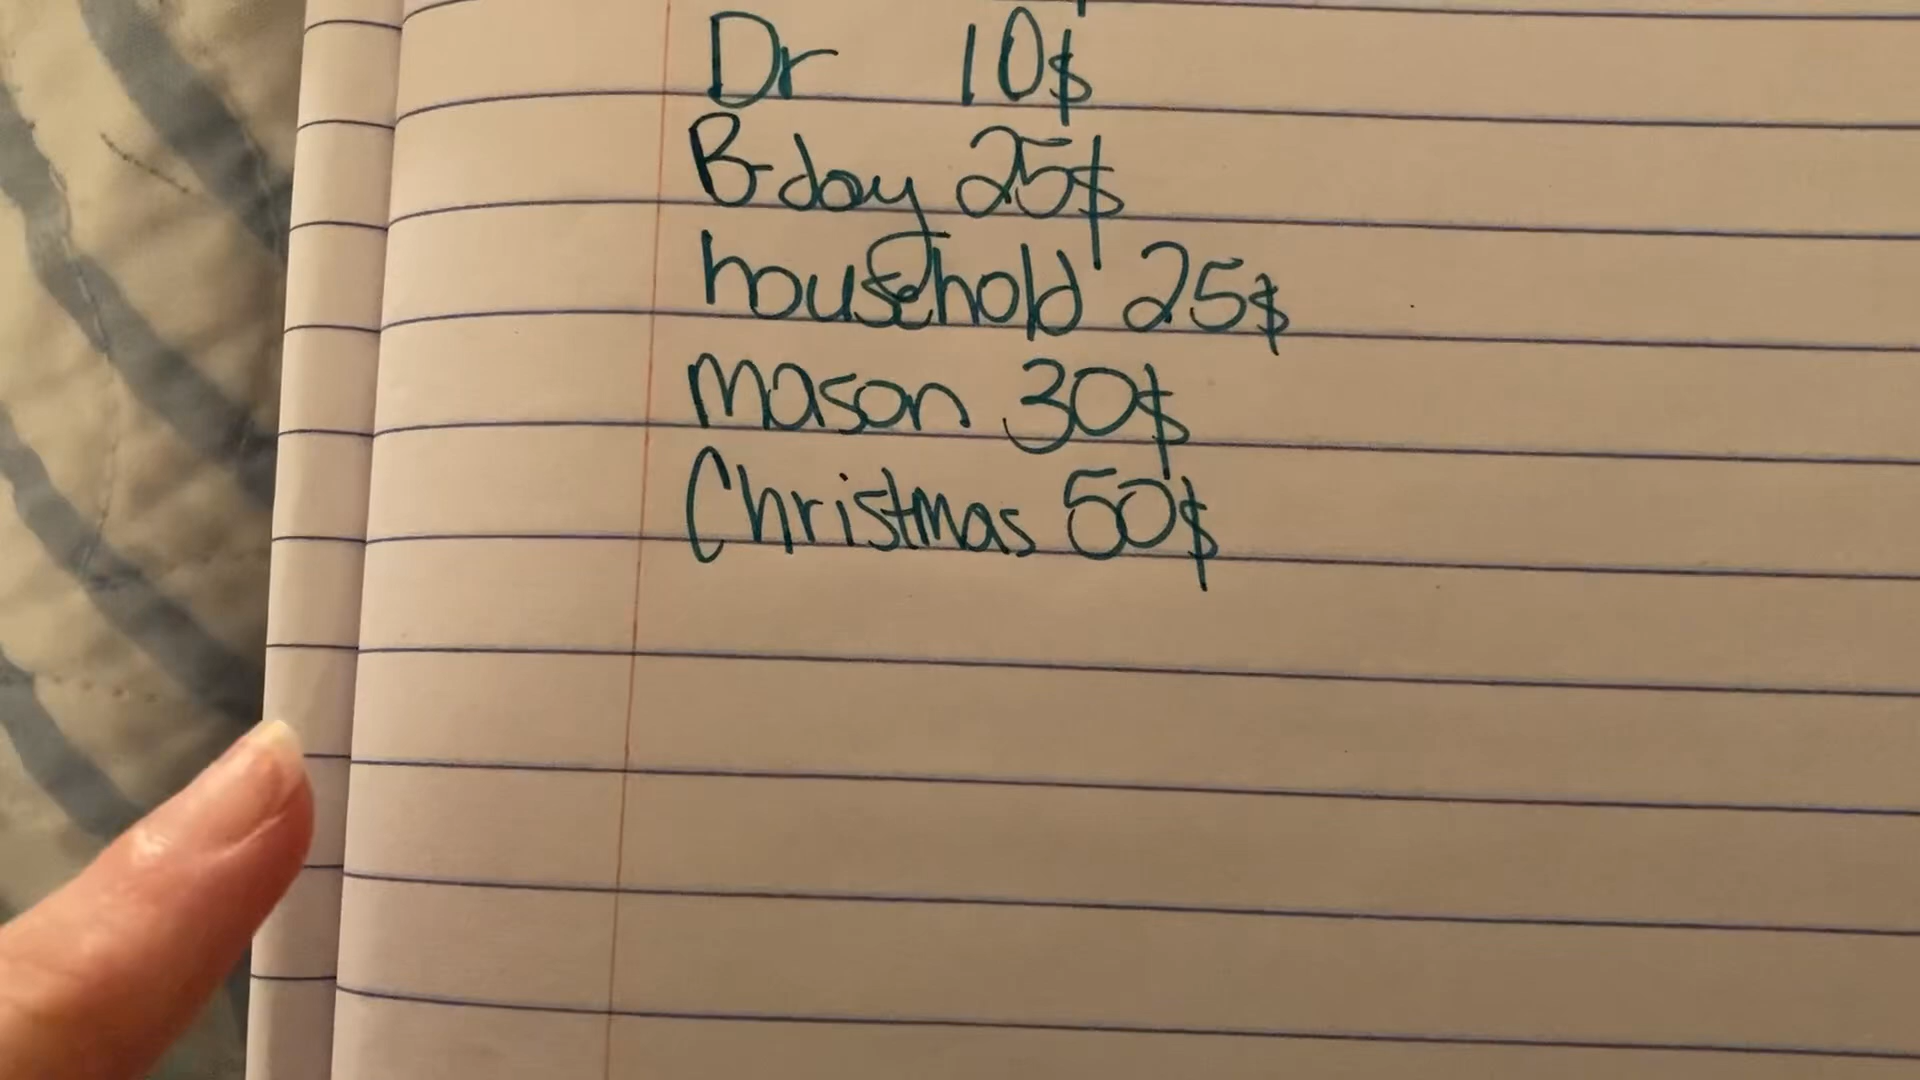 Dr 10$
B-day 25$
household 25$
mason 30$
Christmas 50$